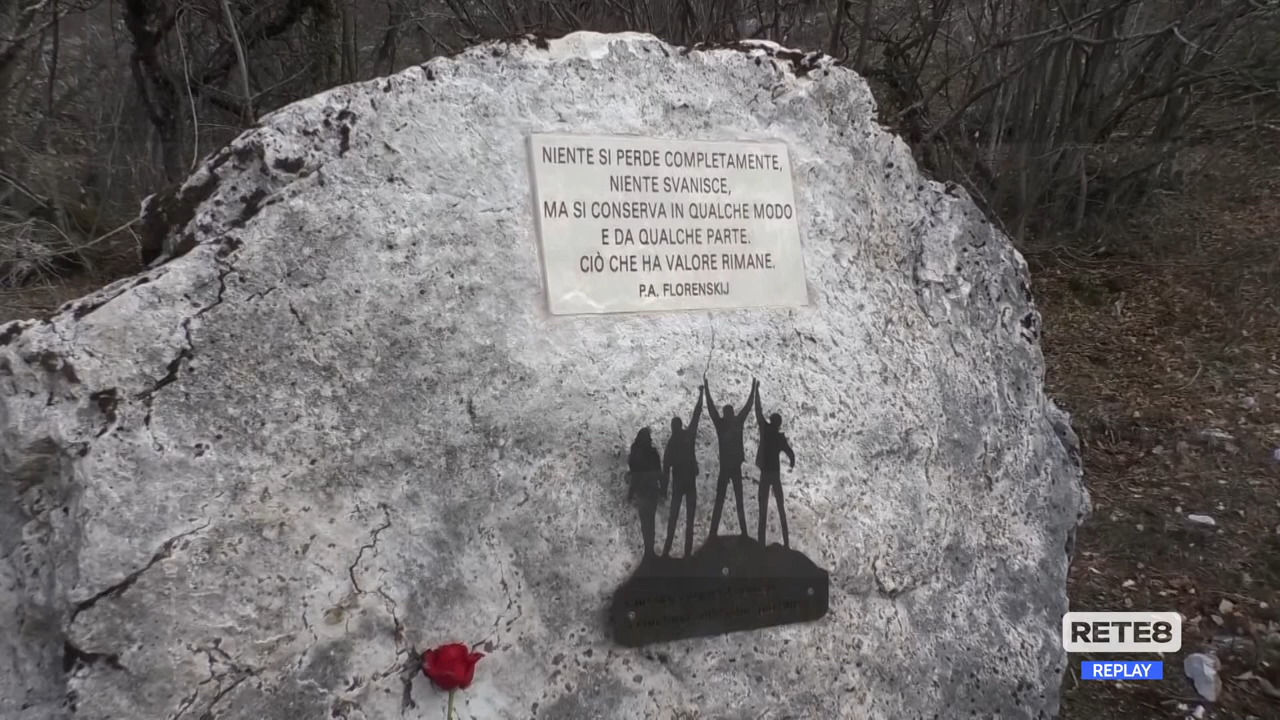 NIENTE SI PERDE COMPLETAMENTE,
NIENTE SVANISCE,
MA SI CONSERVA IN QUALCHE MODO
E DA QUALCHE PARTE.
CIÒ CHE HA VALORE RIMANE.
P.A. FLORENSKIJ
RETE8
REPLAY